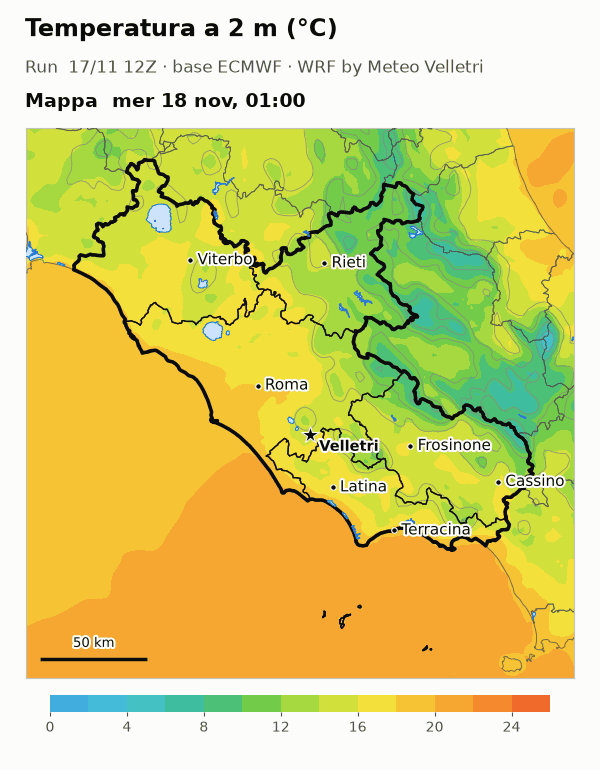 Temperatura a 2 m (°C)
Run  17/11 12Z · base ECMWF · WRF by Meteo Velletri
Mappa  mer 18 nov, 01:00
Viterbo
Rieti
Roma
Velletri
Frosinone
Cassino
Latina
Terracina
50 km
0 4 8 12 16 20 24